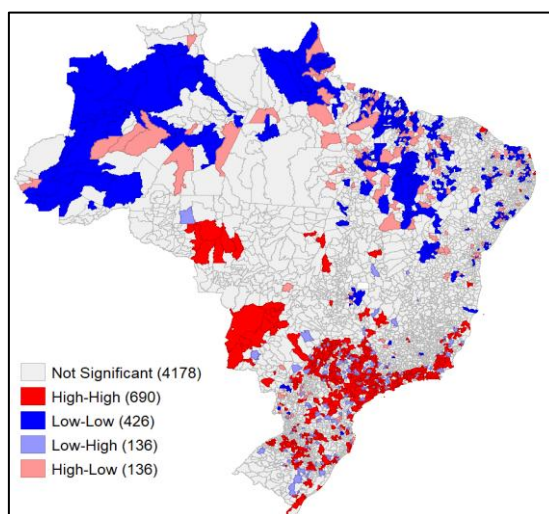 Not Significant (4178)
High-High (690)
Low-Low (426)
Low-High (136)
High-Low (136)